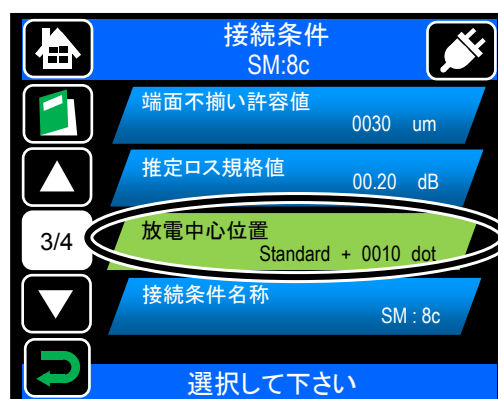 接続条件
SM:8c
端面不揃い許容値
0030 um
推定ロス規格値
00.20 dB
3/4
放電中心位置
Standard + 0010 dot
接続条件名称
SM : 8c
選択して下さい